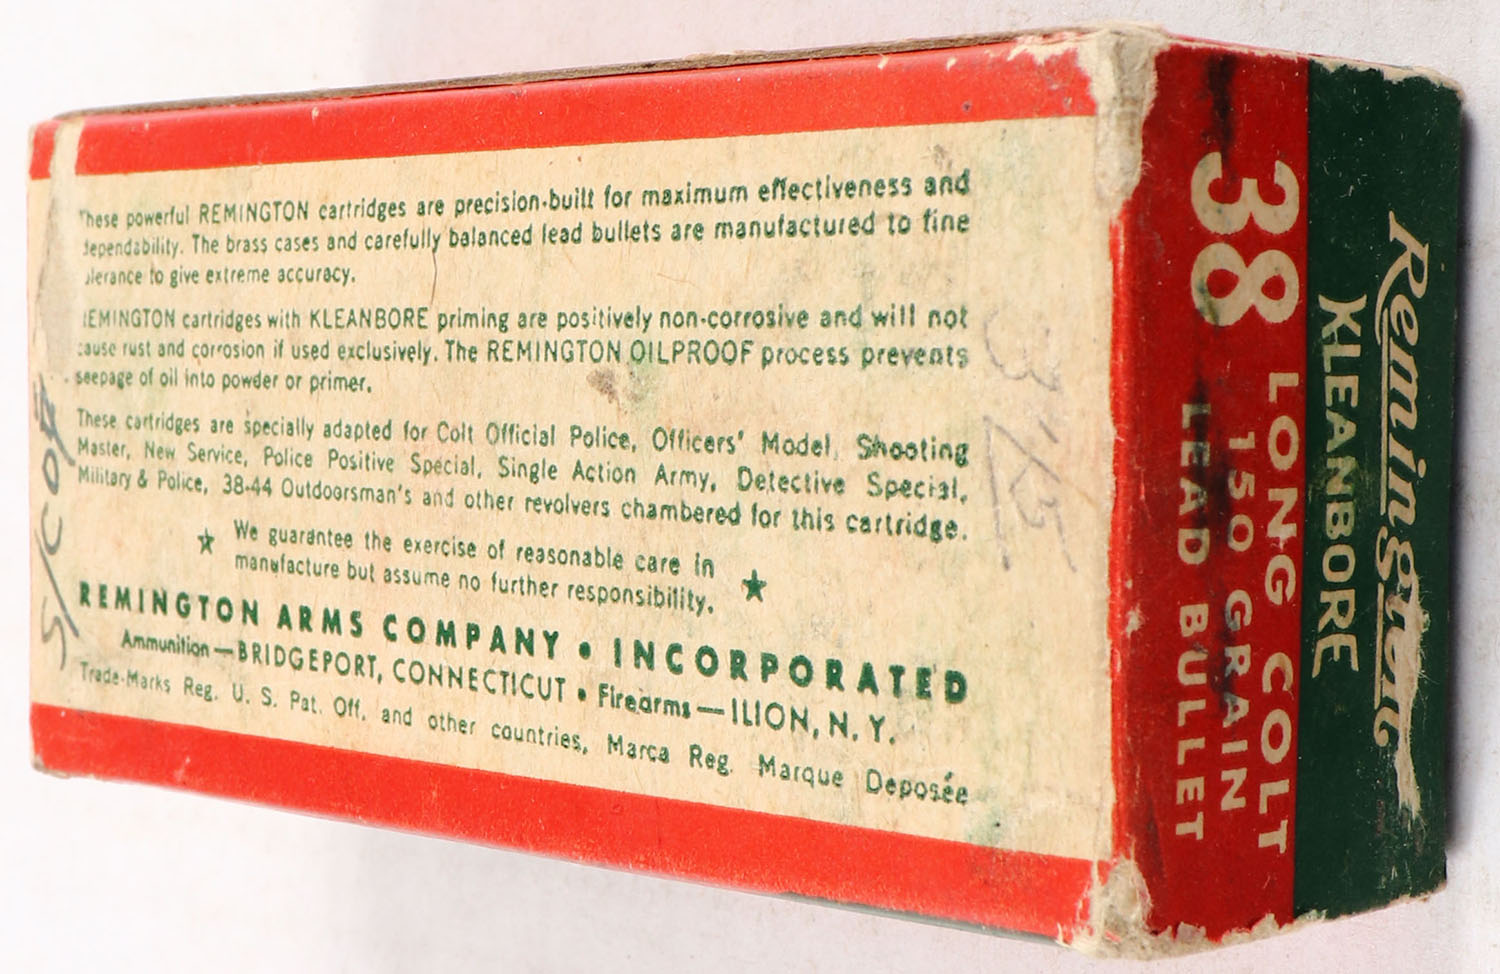 These powerful REMINGTON cartridges are precision-built for maximum effectiveness and
dependability. The brass cases and carefully balanced lead bullets are manufactured to fine
tolerance to give extreme accuracy.
REMINGTON cartridges with KLEANBORE priming are positively non-corrosive and will not
cause rust and corrosion if used exclusively. The REMINGTON OILPROOF process prevents
seepage of oil into powder or primer.
These cartridges are specially adapted for Colt Official Police, Officers' Model, Shooting
Master, New Service, Police Positive Special, Single Action Army, Detective Special,
Military & Police, 38-44 Outdoorsman's and other revolvers chambered for this cartridge.
★ We guarantee the exercise of reasonable care in
manufacture but assume no further responsibility. ★
REMINGTON ARMS COMPANY • INCORPORATED
Ammunition—BRIDGEPORT, CONNECTICUT • Firearms—ILION, N. Y.
Trade-Marks Reg. U. S. Pat. Off. and other countries, Marca Reg. Marque Deposée
Remington
KLEANBORE
38 LONG COLT
150 GRAIN
LEAD BULLET